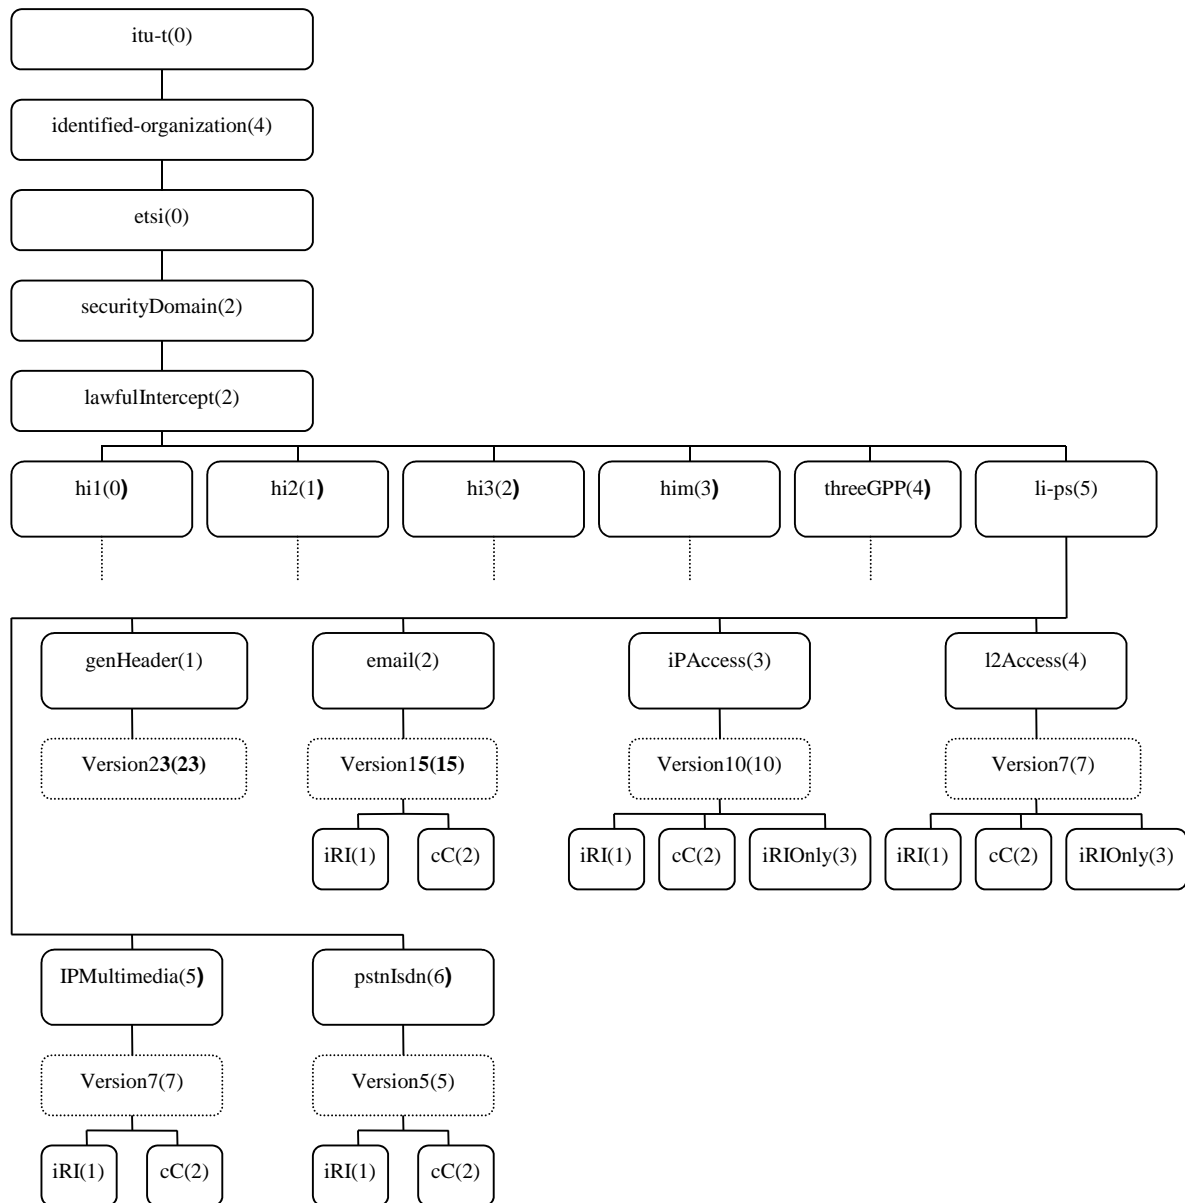 itu-t(0)
identified-organization(4)
etsi(0)
securityDomain(2)
lawfulIntercept(2)
hi1(0) hi2(1) hi3(2) him(3) threeGPP(4) li-ps(5)
genHeader(1) email(2) iPAccess(3) l2Access(4)
Version23(23) Version15(15) Version10(10) Version7(7)
iRI(1) cC(2) iRI(1) cC(2) iRIOnly(3) iRI(1) cC(2) iRIOnly(3)
IPMultimedia(5) pstnIsdn(6)
Version7(7) Version5(5)
iRI(1) cC(2) iRI(1) cC(2)